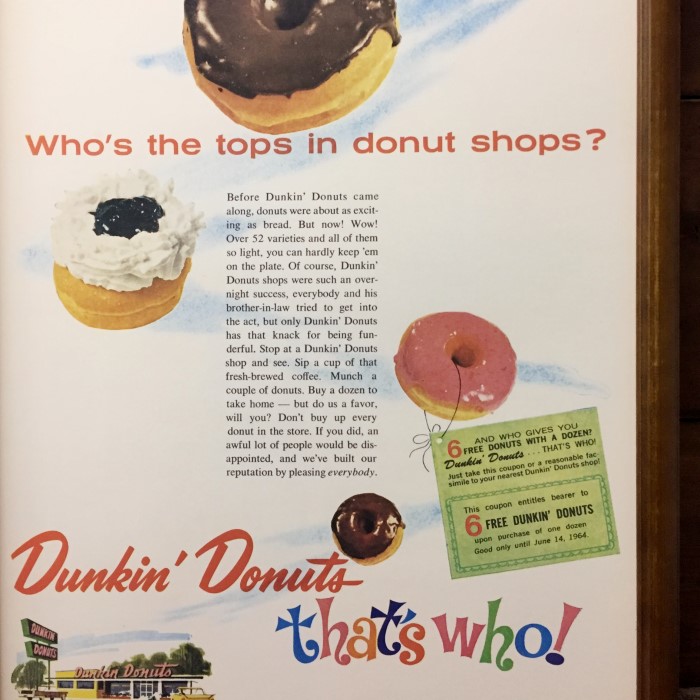 Who's the tops in donut shops?
Before Dunkin' Donuts came
along, donuts were about as excit-
ing as bread. But now! Wow!
Over 52 varieties and all of them
so light, you can hardly keep 'em
on the plate. Of course, Dunkin'
Donuts shops were such an over-
night success, everybody and his
brother-in-law tried to get into
the act, but only Dunkin' Donuts
has that knack for being fun-
derful. Stop at a Dunkin' Donuts
shop and see. Sip a cup of that
fresh-brewed coffee. Munch a
couple of donuts. Buy a dozen to
take home — but do us a favor,
will you? Don't buy up every
donut in the store. If you did, an
awful lot of people would be dis-
appointed, and we've built our
reputation by pleasing everybody.
AND WHO GIVES YOU
6 FREE DONUTS WITH A DOZEN?
Dunkin' Donuts ... THAT'S WHO!
Just take this coupon or a reasonable fac-
simile to your nearest Dunkin' Donuts shop!
This coupon entitles bearer to
6 FREE DUNKIN' DONUTS
upon purchase of one dozen
Good only until June 14, 1964.
Dunkin' Donuts
that's who!
DUNKIN
DONUTS
Dunkin Donuts